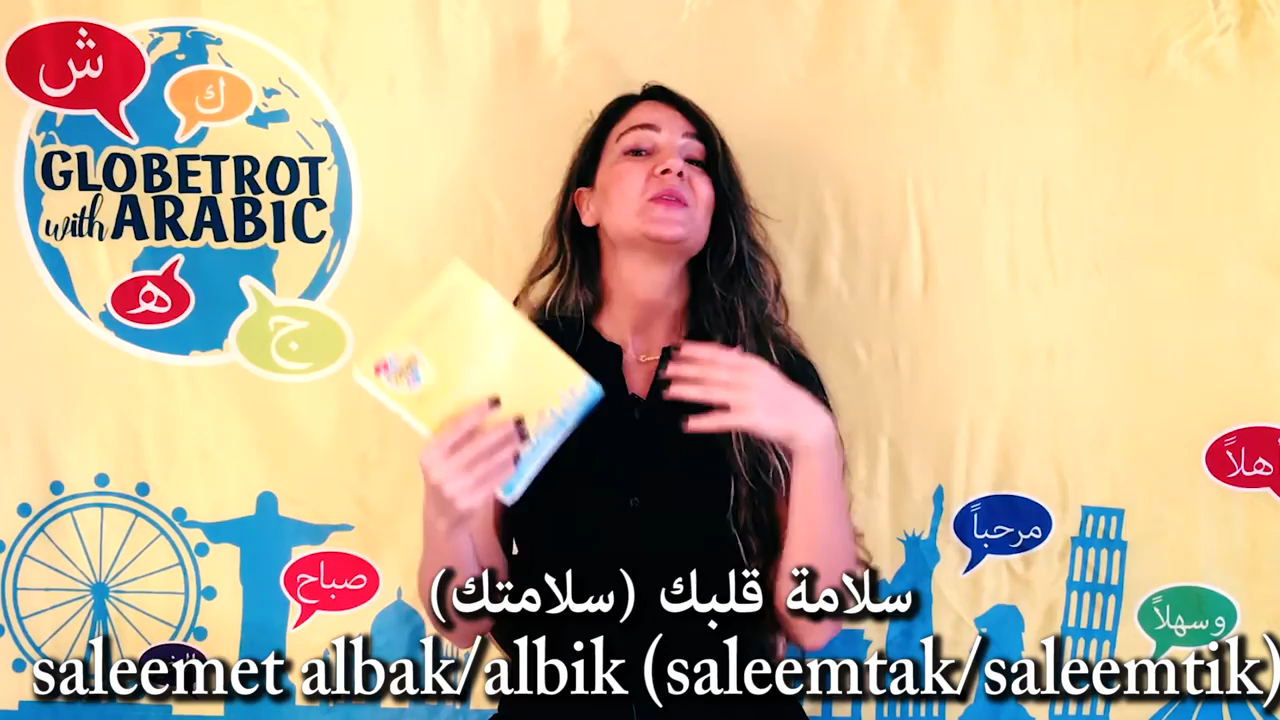 ش
ك
GLOBETROT
with ARABIC
ه
ج
أهلاً
مرحباً
صباح
وسهلاً
سلامة قلبك (سلامتك)
saleemet albak/albik (saleemtak/saleemtik)